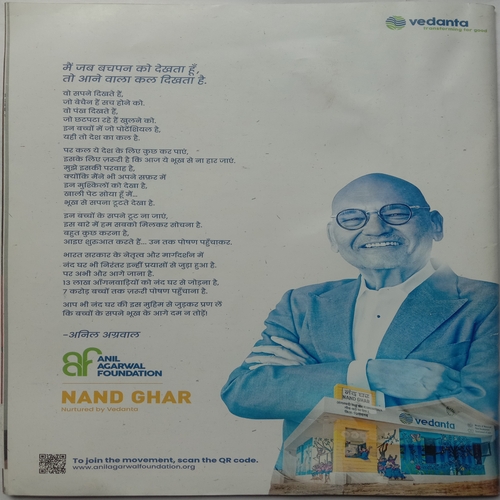 vedanta
transforming for good
मैं जब बचपन को देखता हूँ,
तो आने वाला कल दिखता है.
वो सपने दिखते हैं,
जो बेचैन हैं सच होने को.
वो पंख दिखते हैं,
जो छटपटा रहे हैं खुलने को.
इन बच्चों में जो पोटेंशियल है,
यही तो देश का कल है.
पर कल ये देश के लिए कुछ कर पाएं,
इसके लिए ज़रूरी है कि आज ये भूख से ना हार जाएं.
मुझे इसकी परवाह है,
क्योंकि मैंने भी अपने सफ़र में
इन मुश्किलों को देखा है,
खाली पेट सोया हूँ मैं...
भूख से सपना टूटते देखा है.
इन बच्चों के सपने टूट ना जाएं,
इस बारे में हम सबको मिलकर सोचना है.
बहुत कुछ करना है,
आइए शुरुआत करते हैं... उन तक पोषण पहुँचाकर.
भारत सरकार के नेतृत्व और मार्गदर्शन में
नंद घर भी निरंतर इन्हीं प्रयासों से जुड़ा हुआ है.
पर अभी और आगे जाना है.
13 लाख आँगनवाड़ियों को नंद घर से जोड़ना है,
7 करोड़ बच्चों तक ज़रूरी पोषण पहुँचाना है.
आप भी नंद घर की इस मुहिम से जुड़कर प्रण लें
कि बच्चों के सपने भूख के आगे दम न तोड़ें!
-अनिल अग्रवाल
af ANIL
AGARWAL
FOUNDATION
NAND GHAR
Nurtured by Vedanta
नंद घर
NAND GHAR
vedanta
To join the movement, scan the QR code.
www.anilagarwalfoundation.org